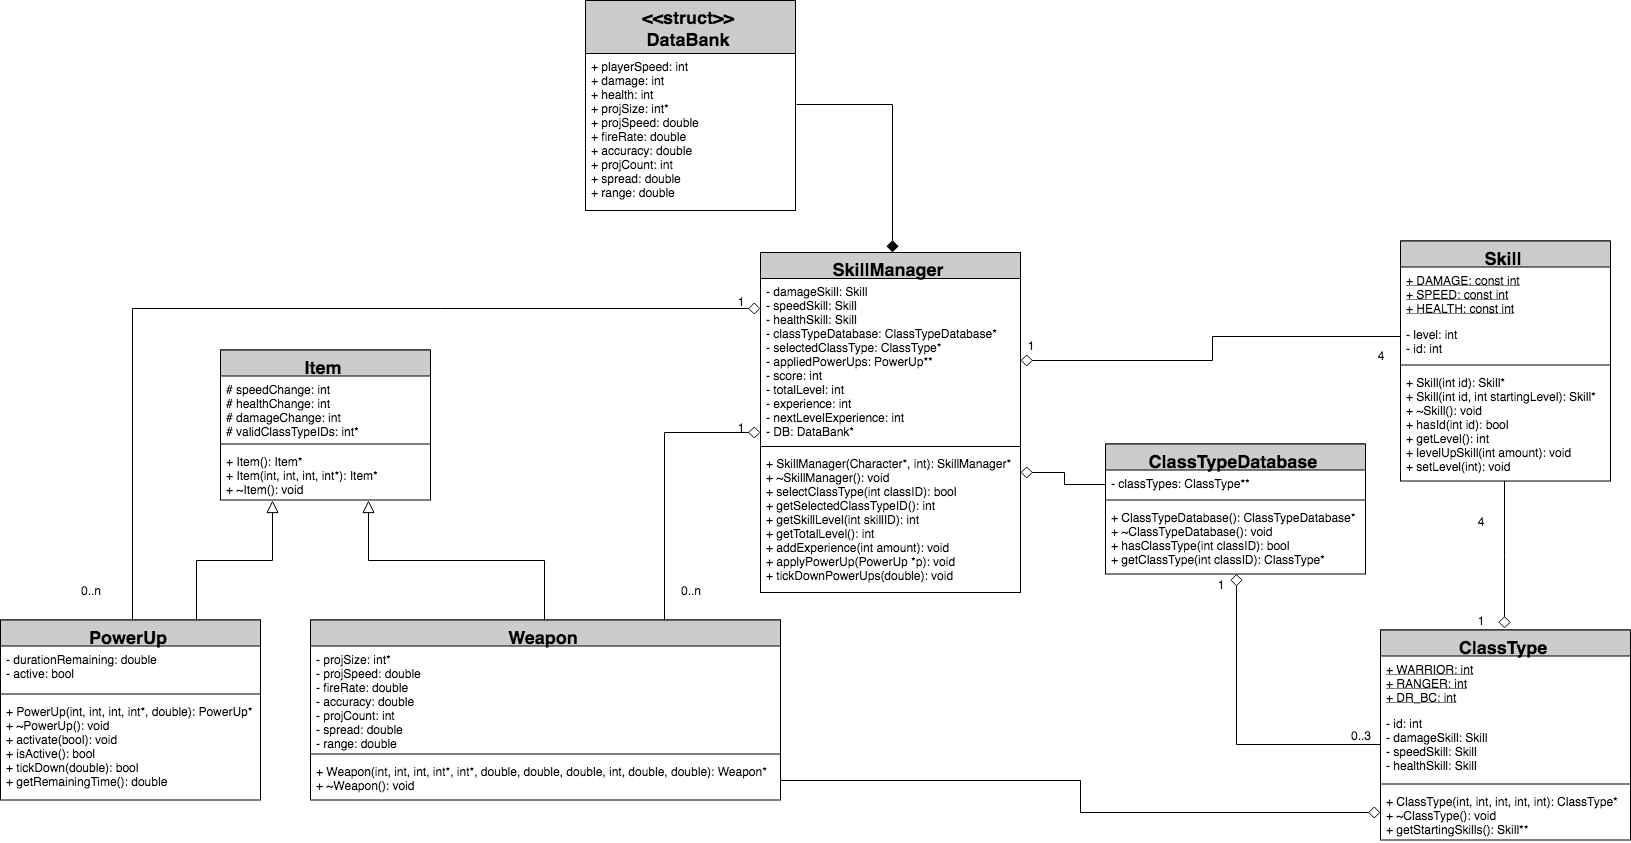 <<struct>>
DataBank
+ playerSpeed: int
+ damage: int
+ health: int
+ projSize: int*
+ projSpeed: double
+ fireRate: double
+ accuracy: double
+ projCount: int
+ spread: double
+ range: double
SkillManager
- damageSkill: Skill
- speedSkill: Skill
- healthSkill: Skill
- classTypeDatabase: ClassTypeDatabase*
- selectedClassType: ClassType*
- appliedPowerUps: PowerUp**
- score: int
- totalLevel: int
- experience: int
- nextLevelExperience: int
- DB: DataBank*
+ SkillManager(Character*, int): SkillManager*
+ ~SkillManager(): void
+ selectClassType(int classID): bool
+ getSelectedClassTypeID(): int
+ getSkillLevel(int skillID): int
+ getTotalLevel(): int
+ addExperience(int amount): void
+ applyPowerUp(PowerUp *p): void
+ tickDownPowerUps(double): void
1
1
1
4
Skill
+ DAMAGE: const int
+ SPEED: const int
+ HEALTH: const int
- level: int
- id: int
+ Skill(int id): Skill*
+ Skill(int id, int startingLevel): Skill*
+ ~Skill(): void
+ hasId(int id): bool
+ getLevel(): int
+ levelUpSkill(int amount): void
+ setLevel(int): void
Item
# speedChange: int
# healthChange: int
# damageChange: int
# validClassTypeIDs: int*
+ Item(): Item*
+ Item(int, int, int, int*): Item*
+ ~Item(): void
ClassTypeDatabase
- classTypes: ClassType**
+ ClassTypeDatabase(): ClassTypeDatabase*
+ ~ClassTypeDatabase(): void
+ hasClassType(int classID): bool
+ getClassType(int classID): ClassType*
4
1
1
0..3
0..n
0..n
PowerUp
- durationRemaining: double
- active: bool
+ PowerUp(int, int, int, int*, double): PowerUp*
+ ~PowerUp(): void
+ activate(bool): void
+ isActive(): bool
+ tickDown(double): bool
+ getRemainingTime(): double
Weapon
- projSize: int*
- projSpeed: double
- fireRate: double
- accuracy: double
- projCount: int
- spread: double
- range: double
+ Weapon(int, int, int, int*, int*, double, double, double, int, double, double): Weapon*
+ ~Weapon(): void
ClassType
+ WARRIOR: int
+ RANGER: int
+ DR_BC: int
- id: int
- damageSkill: Skill
- speedSkill: Skill
- healthSkill: Skill
+ ClassType(int, int, int, int, int): ClassType*
+ ~ClassType(): void
+ getStartingSkills(): Skill**